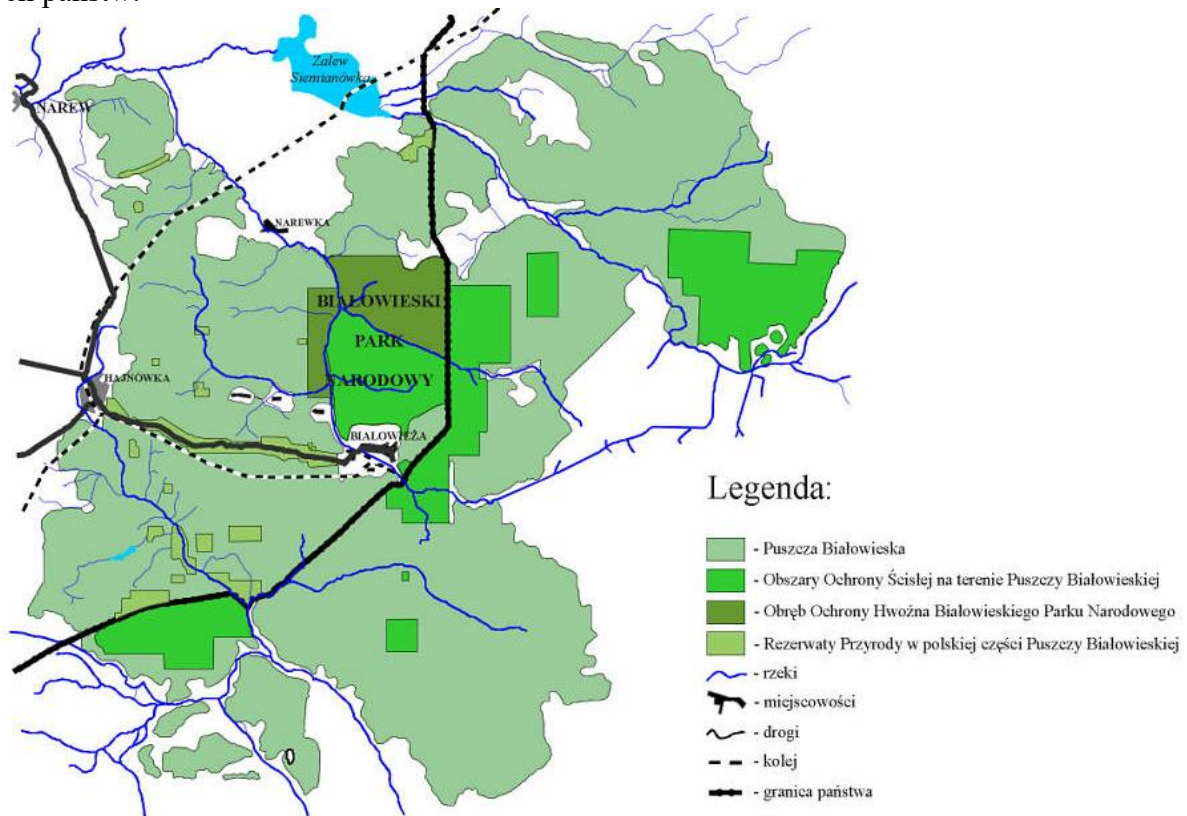 Zalew
Siemianówka
NAREW
NAREWKA
BIAŁOWIESKI
PARK
NARODOWY
HAJNÓWKA
BIAŁOWIEŻA
Legenda:
- Puszcza Białowieska
- Obszary Ochrony Ścisłej na terenie Puszczy Białowieskiej
- Obręb Ochrony Hwoźna Białowieskiego Parku Narodowego
- Rezerwaty Przyrody w polskiej części Puszczy Białowieskiej
- rzeki
- miejscowości
- drogi
- kolej
- granica państwa